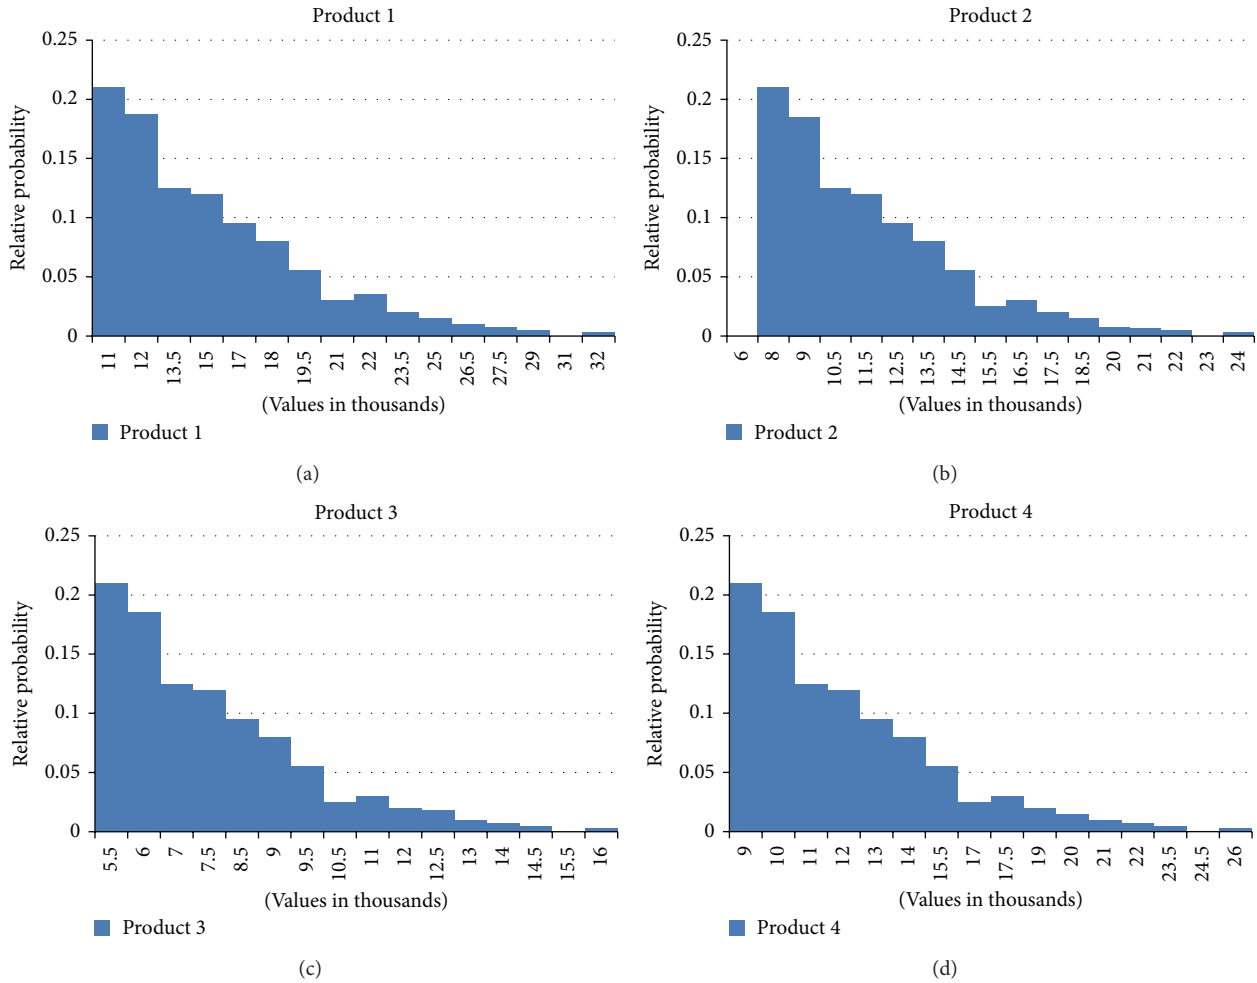 Product 1
0.25
0.2
0.15
0.1
0.05
0
Relative probability
11 12 13.5 15 17 18 19.5 21 22 23.5 25 26.5 27.5 29 31 32
(Values in thousands)
Product 1
(a)
Product 2
0.25
0.2
0.15
0.1
0.05
0
Relative probability
6 8 9 10.5 11.5 12.5 13.5 14.5 15.5 16.5 17.5 18.5 20 21 22 23 24
(Values in thousands)
Product 2
(b)
Product 3
0.25
0.2
0.15
0.1
0.05
0
Relative probability
5.5 6 7 7.5 8.5 9 9.5 10.5 11 12 12.5 13 14 14.5 15.5 16
(Values in thousands)
Product 3
(c)
Product 4
0.25
0.2
0.15
0.1
0.05
0
Relative probability
9 10 11 12 13 14 15.5 17 17.5 19 20 21 22 23.5 24.5 26
(Values in thousands)
Product 4
(d)